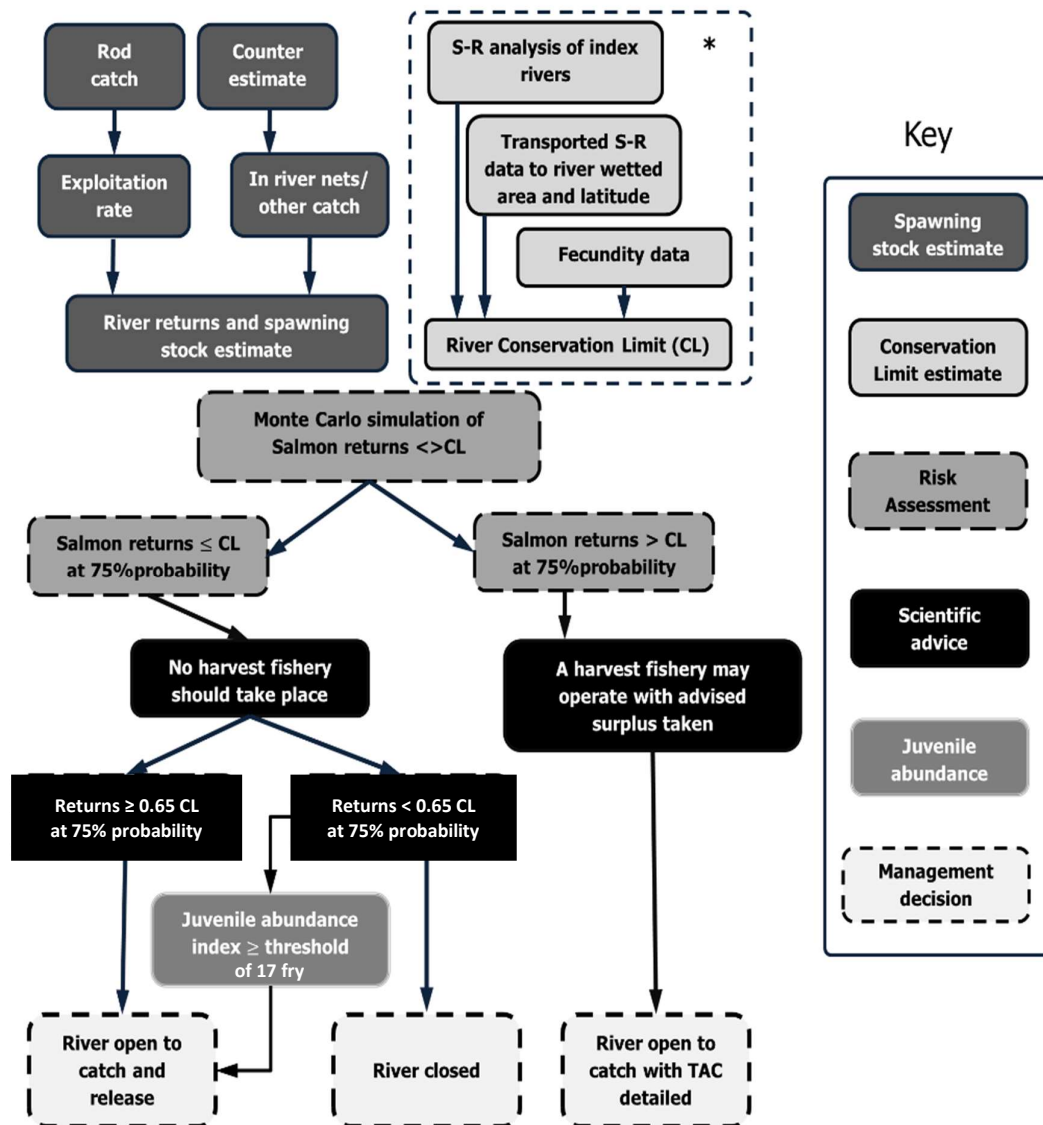 Rod
catch
Counter
estimate
S-R analysis of index
rivers
*
Transported S-R
data to river wetted
area and latitude
Exploitation
rate
In river nets/
other catch
Fecundity data
River returns and spawning
stock estimate
River Conservation Limit (CL)
Monte Carlo simulation of
Salmon returns <>CL
Salmon returns ≤ CL
at 75%probability
Salmon returns > CL
at 75%probability
No harvest fishery
should take place
A harvest fishery may
operate with advised
surplus taken
Returns ≥ 0.65 CL
at 75% probability
Returns < 0.65 CL
at 75% probability
Juvenile abundance
index ≥ threshold
of 17 fry
River open to
catch and
release
River closed
River open to
catch with TAC
detailed
Key
Spawning
stock estimate
Conservation
Limit estimate
Risk
Assessment
Scientific
advice
Juvenile
abundance
Management
decision